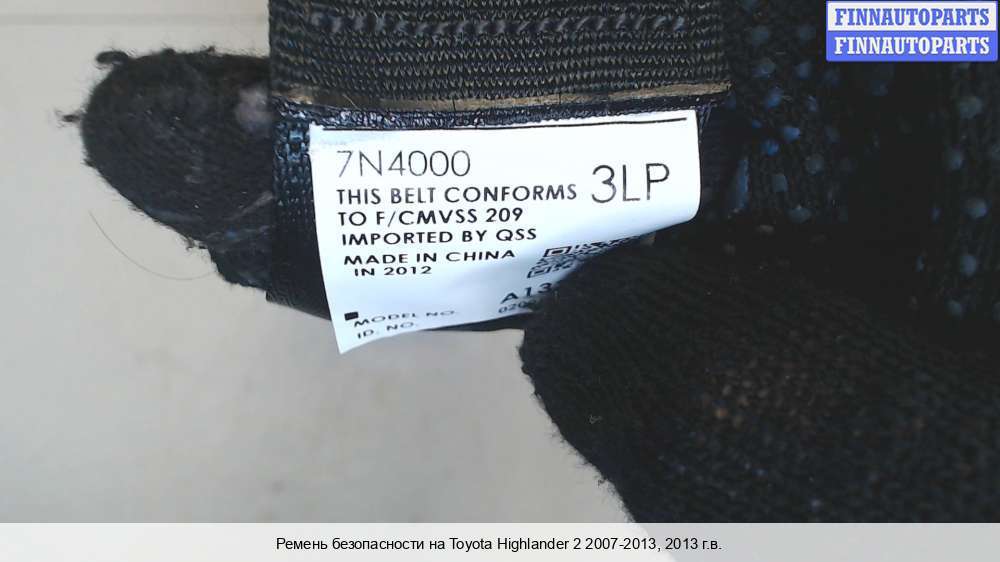 FINNAUTOPARTS
FINNAUTOPARTS
7N4000
3LP
THIS BELT CONFORMS
TO F/CMVSS 209
IMPORTED BY QSS
MADE IN CHINA
IN 2012
MODEL NO.
ID. NO.
Ремень безопасности на Toyota Highlander 2 2007-2013, 2013 г.в.